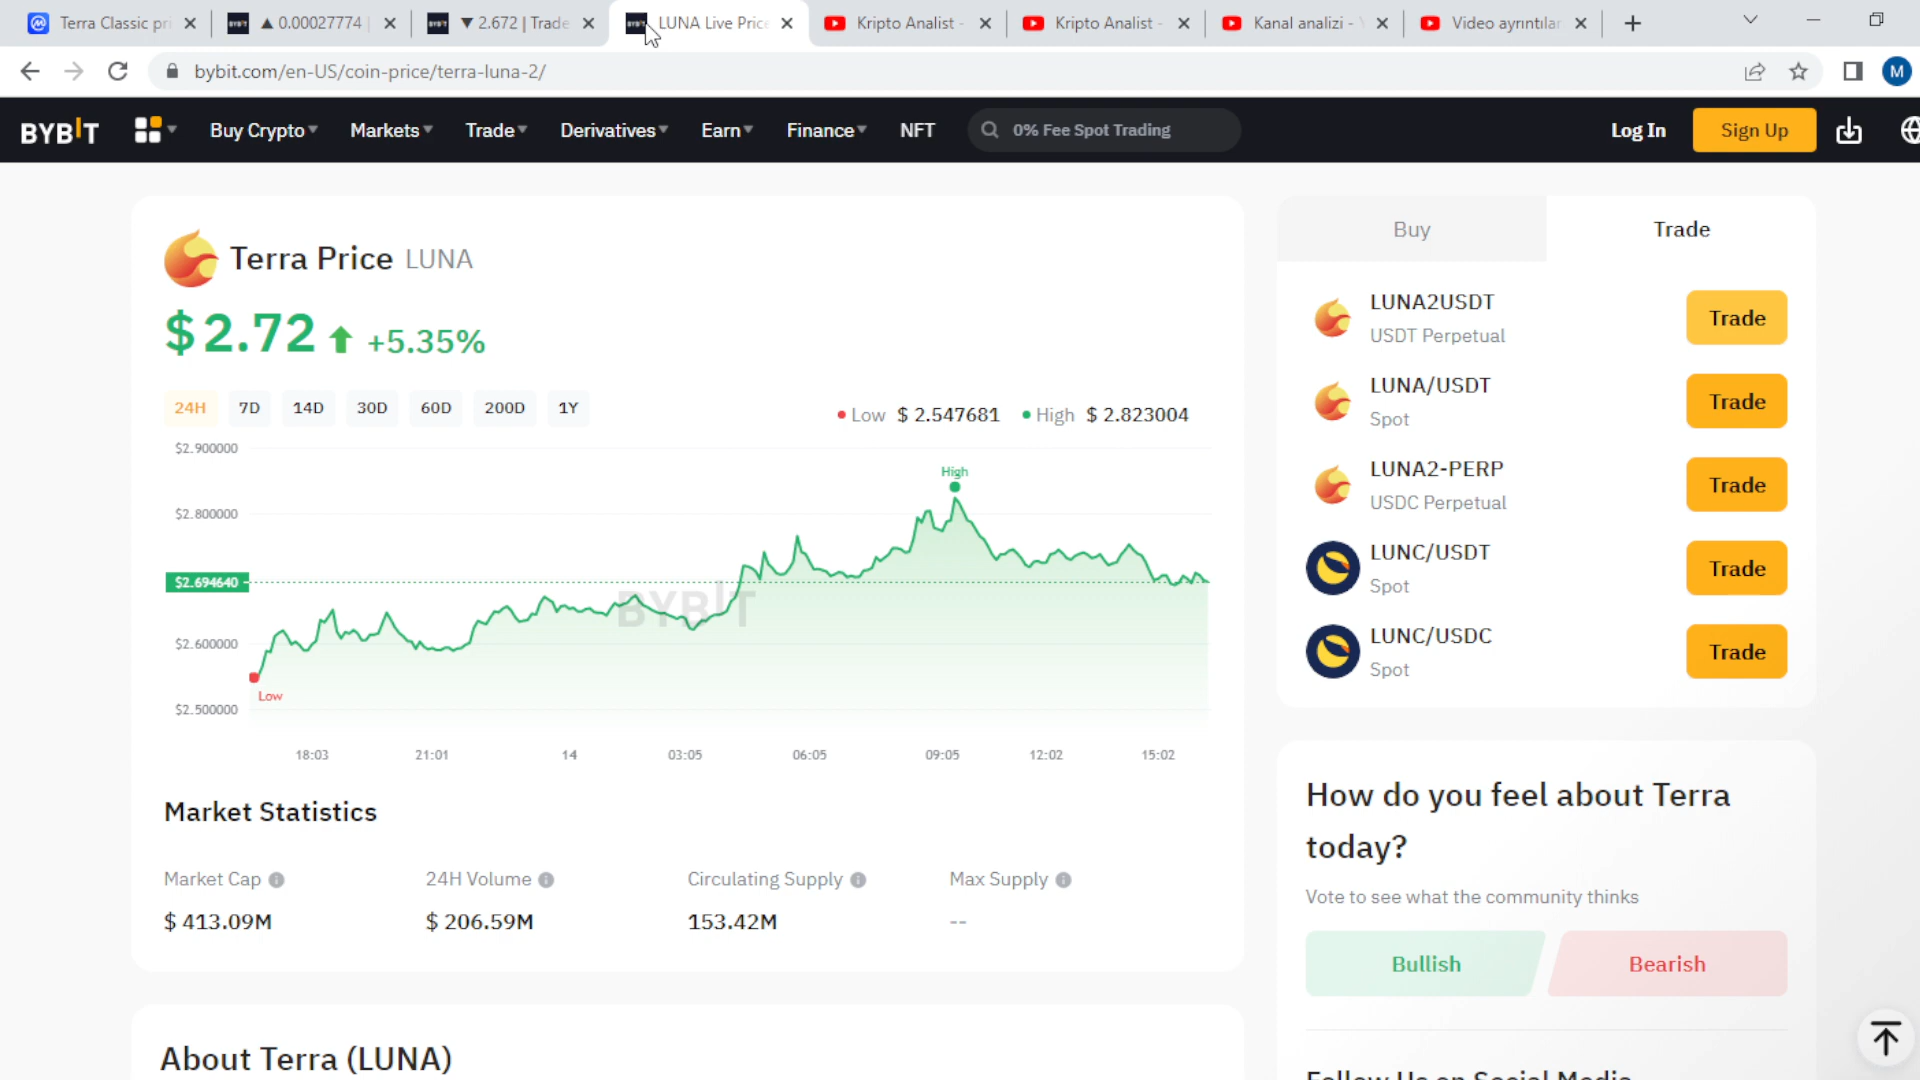 Terra Classic pri
▲ 0.00027774 |
▼ 2.672 | Trade
LUNA Live Price
Kripto Analist -
Kripto Analist -
Kanal analizi - Y
Video ayrıntılar
bybit.com/en-US/coin-price/terra-luna-2/
M
BYBIT
Buy Crypto
Markets
Trade
Derivatives
Earn
Finance
NFT
0% Fee Spot Trading
Log In
Sign Up
Terra Price LUNA
$2.72 +5.35%
24H
7D
14D
30D
60D
200D
1Y
Low $ 2.547681
High $ 2.823004
$2.900000
$2.800000
$2.694640
$2.600000
$2.500000
High
Low
BYBIT
18:03
21:01
14
03:05
06:05
09:05
12:02
15:02
Market Statistics
Market Cap
$ 413.09M
24H Volume
$ 206.59M
Circulating Supply
153.42M
Max Supply
--
About Terra (LUNA)
Buy
Trade
LUNA2USDT
USDT Perpetual
Trade
LUNA/USDT
Spot
Trade
LUNA2-PERP
USDC Perpetual
Trade
LUNC/USDT
Spot
Trade
LUNC/USDC
Spot
Trade
How do you feel about Terra
today?
Vote to see what the community thinks
Bullish
Bearish
Follow Us on Social Media